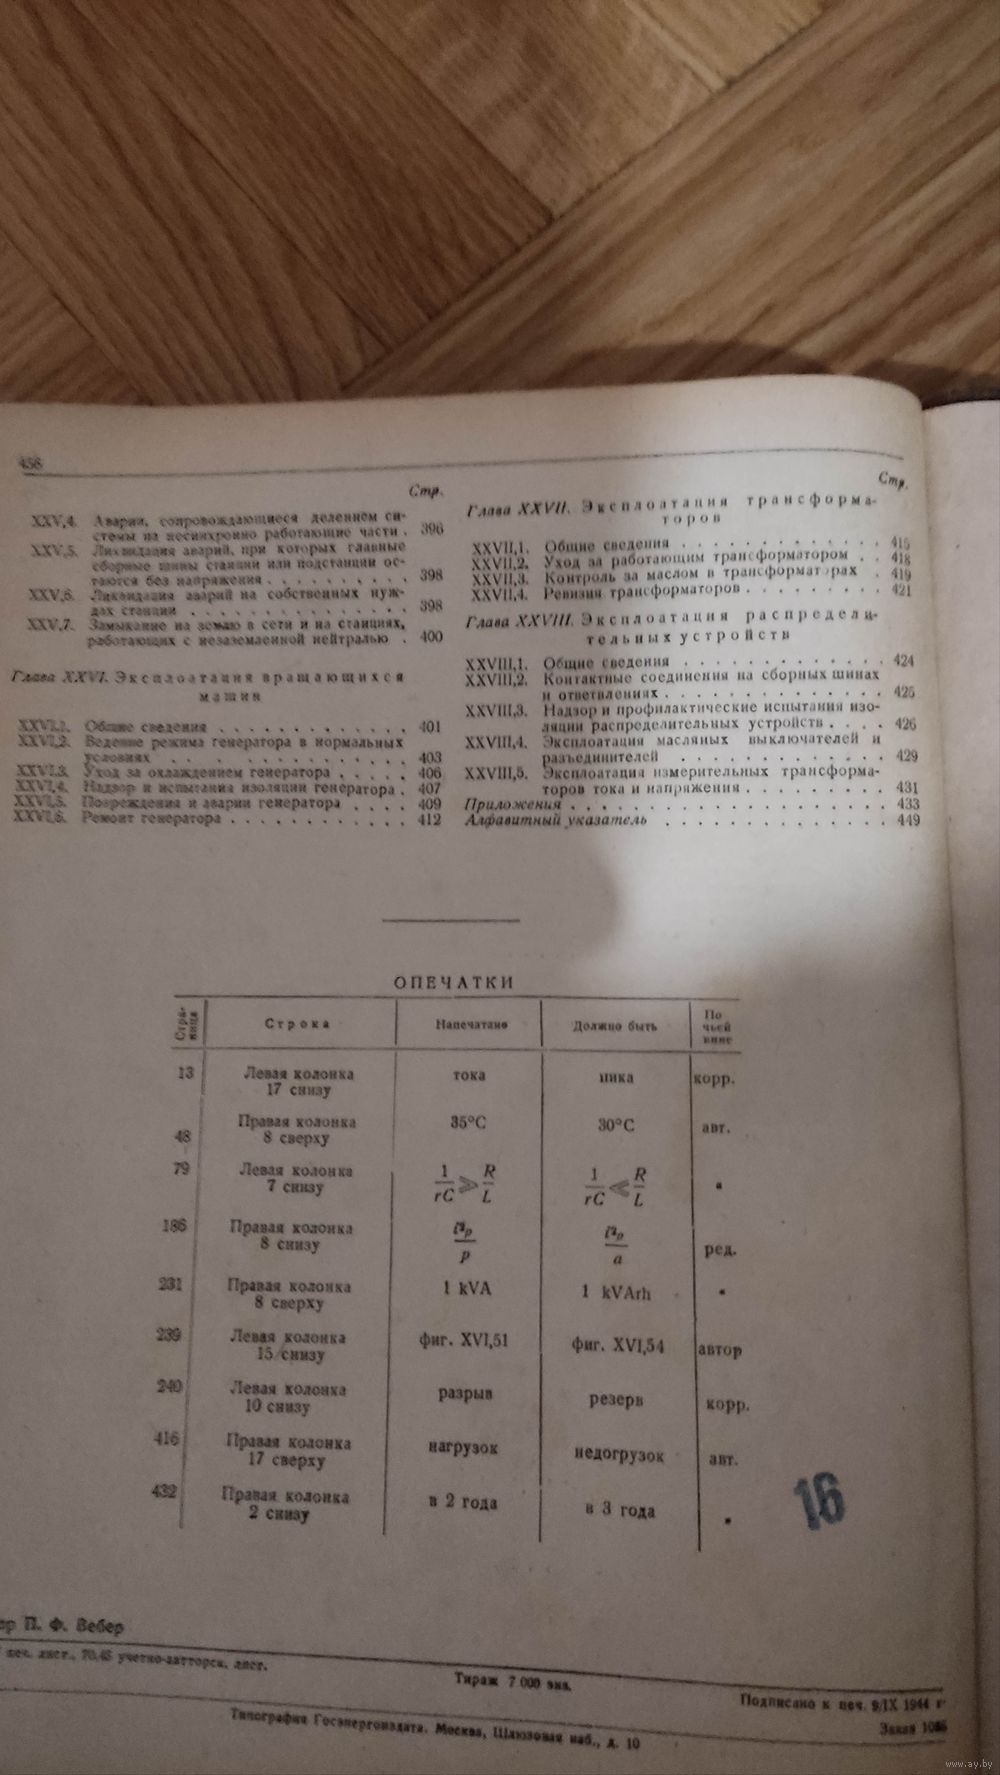 456
Стр.
XXV,4. Аварии, сопровождающиеся делением си-
стемы на несинхронно работающие части . 396
XXV,5. Ликвидация аварий, при которых главные
сборные шины станции или подстанции ос-
таются без напряжения . . . . . . . . . 398
XXV,6. Ликвидация аварий на собственных нуж-
дах станции . . . . . . . . . . . . . 398
XXV,7. Замыкание на землю в сети и на станциях,
работающих с незаземленной нейтралью . 400
Глава XXVI. Эксплоатация вращающихся
машин
XXVI,1. Общие сведения . . . . . . . . . . . 401
XXVI,2. Ведение режима генератора в нормальных
условиях . . . . . . . . . . . . . . 403
XXVI,3. Уход за охлаждением генератора . . . . . 406
XXVI,4. Надзор и испытания изоляции генератора . 407
XXVI,5. Повреждения и аварии генератора . . . . 409
XXVI,6. Ремонт генератора . . . . . . . . . . . 412
Стр.
Глава XXVII. Эксплоатация трансформа-
торов
XXVII,1. Общие сведения . . . . . . . . . . . . 415
XXVII,2. Уход за работающим трансформатором . . 418
XXVII,3. Контроль за маслом в трансформаторах . 419
XXVII,4. Ревизия трансформаторов . . . . . . . . . 421
Глава XXVIII. Эксплоатация распредели-
тельных устройств
XXVIII,1. Общие сведения . . . . . . . . . . . . 424
XXVIII,2. Контактные соединения на сборных шинах
и ответвлениях . . . . . . . . . . . . . 425
XXVIII,3. Надзор и профилактические испытания изо-
ляции распределительных устройств . . . . 426
XXVIII,4. Эксплоатация масляных выключателей и
разъединителей . . . . . . . . . . . . 429
XXVIII,5. Эксплоатация измерительных трансформа-
торов тока и напряжения . . . . . . . . . 431
Приложения . . . . . . . . . . . . . . . . . 433
Алфавитный указатель . . . . . . . . . . . . . 449
ОПЕЧАТКИ
Стра-
ница Строка Напечатано Должно быть По
чьей
вине
13 Левая колонка тока пика корр.
17 снизу
48 Правая колонка 35°C 30°C авт.
8 сверху
79 Левая колонка 1/rC ⩾ R/L 1/rC ⩽ R/L "
7 снизу
186 Правая колонка ред.
8 снизу
231 Правая колонка 1 kVA 1 kVArh "
8 сверху
239 Левая колонка фиг. XVI,51 фиг. XVI,54 автор
15 снизу
240 Левая колонка разрыв резерв корр.
10 снизу
416 Правая колонка нагрузок недогрузок авт.
17 сверху
432 Правая колонка в 2 года в 3 года "
2 снизу
16
ор П. Ф. Вебер
печ. лист., 70,45 учетно-авторск. лист.
Тираж 7 000 экз.
Подписано к печ. 9/IX 1944 г.
Типография Госэнергоиздата. Москва, Шлюзовая наб., д. 10
Заказ
www.ay.by